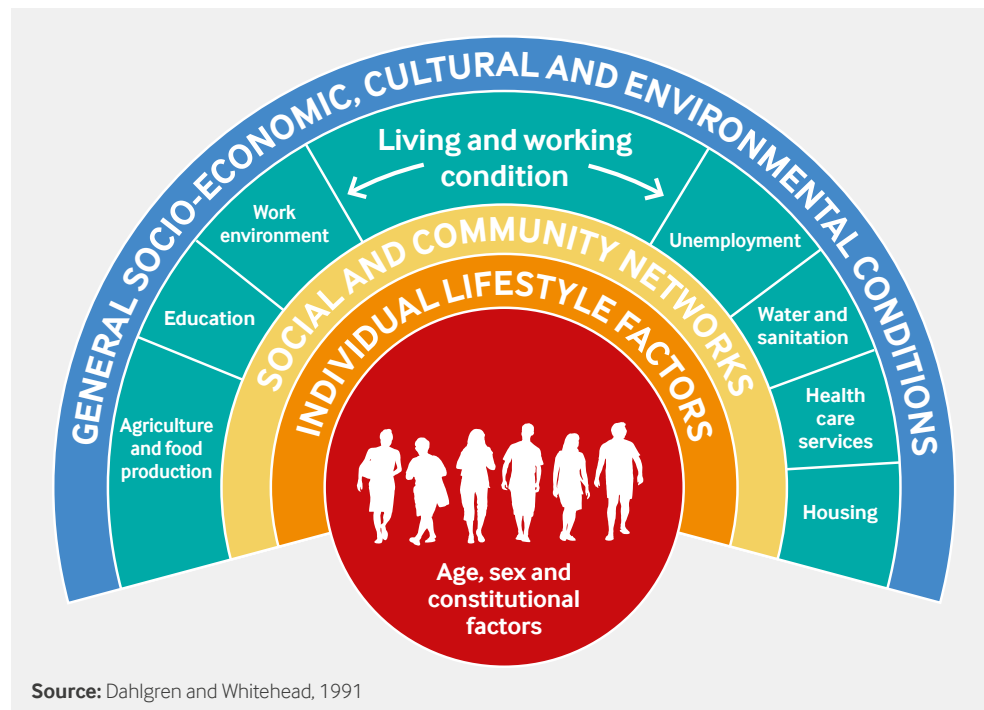 GENERAL SOCIO-ECONOMIC, CULTURAL AND ENVIRONMENTAL CONDITIONS
Living and working
condition
Work
environment
Unemployment
Education
Water and
sanitation
Agriculture
and food
production
Health
care
services
Housing
SOCIAL AND COMMUNITY NETWORKS
INDIVIDUAL LIFESTYLE FACTORS
Age, sex and
constitutional
factors
Source: Dahlgren and Whitehead, 1991